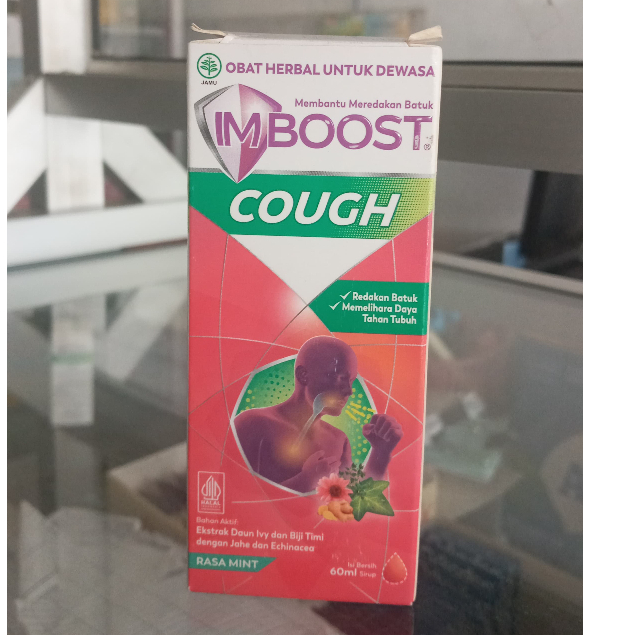 OBAT HERBAL UNTUK DEWASA
JAMU
Membantu Meredakan Batuk
IMBOOST®
COUGH
Redakan Batuk
Memelihara Daya
Tahan Tubuh
HALAL
Bahan Aktif:
Ekstrak Daun Ivy dan Biji Timi
dengan Jahe dan Echinacea
RASA MINT
Isi Bersih
60ml Sirup